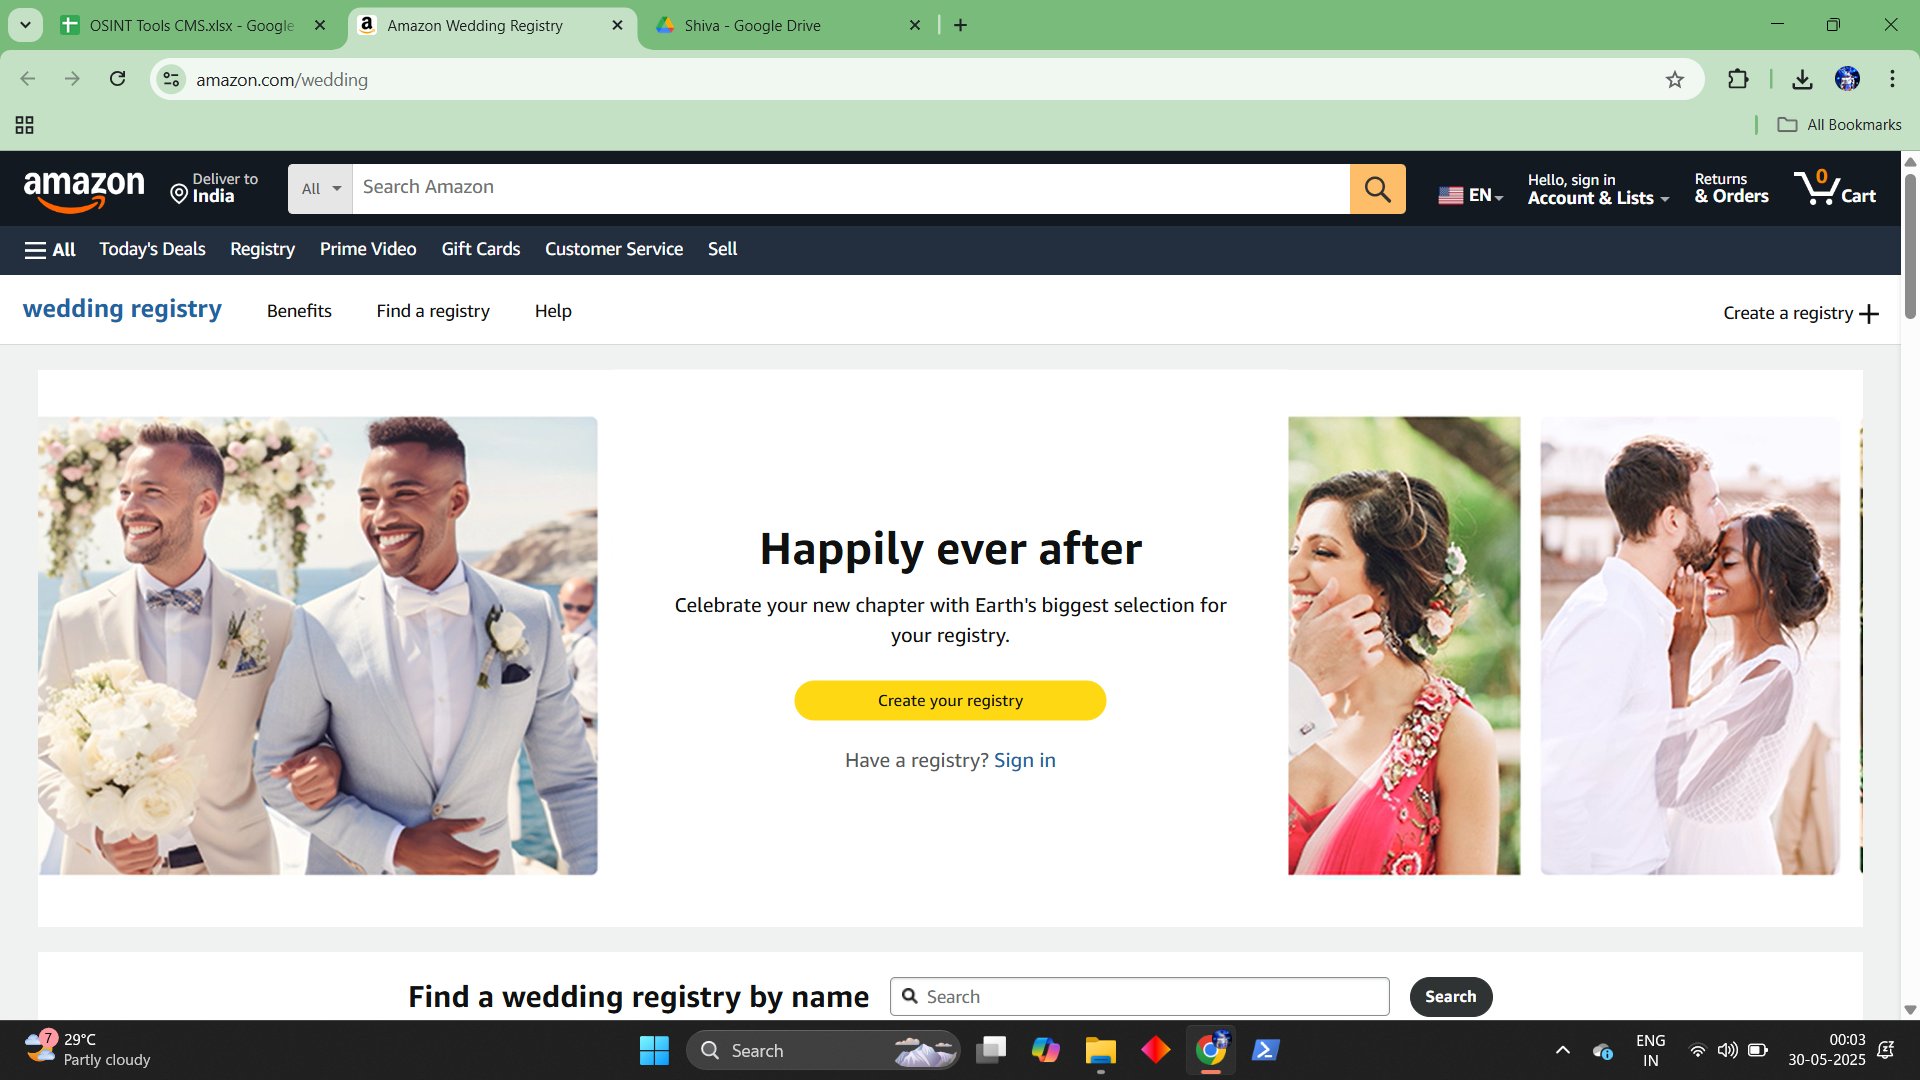 OSINT Tools CMS.xlsx - Google
Amazon Wedding Registry
Shiva - Google Drive
amazon.com/wedding
All Bookmarks
amazon
Deliver to
India
All
Search Amazon
EN
Hello, sign in
Account & Lists
Returns
& Orders
0
Cart
All
Today's Deals
Registry
Prime Video
Gift Cards
Customer Service
Sell
wedding registry
Benefits
Find a registry
Help
Create a registry
Happily ever after
Celebrate your new chapter with Earth's biggest selection for
your registry.
Create your registry
Have a registry? Sign in
Find a wedding registry by name
Search
Search
7
29°C
Partly cloudy
Search
ENG
IN
00:03
30-05-2025